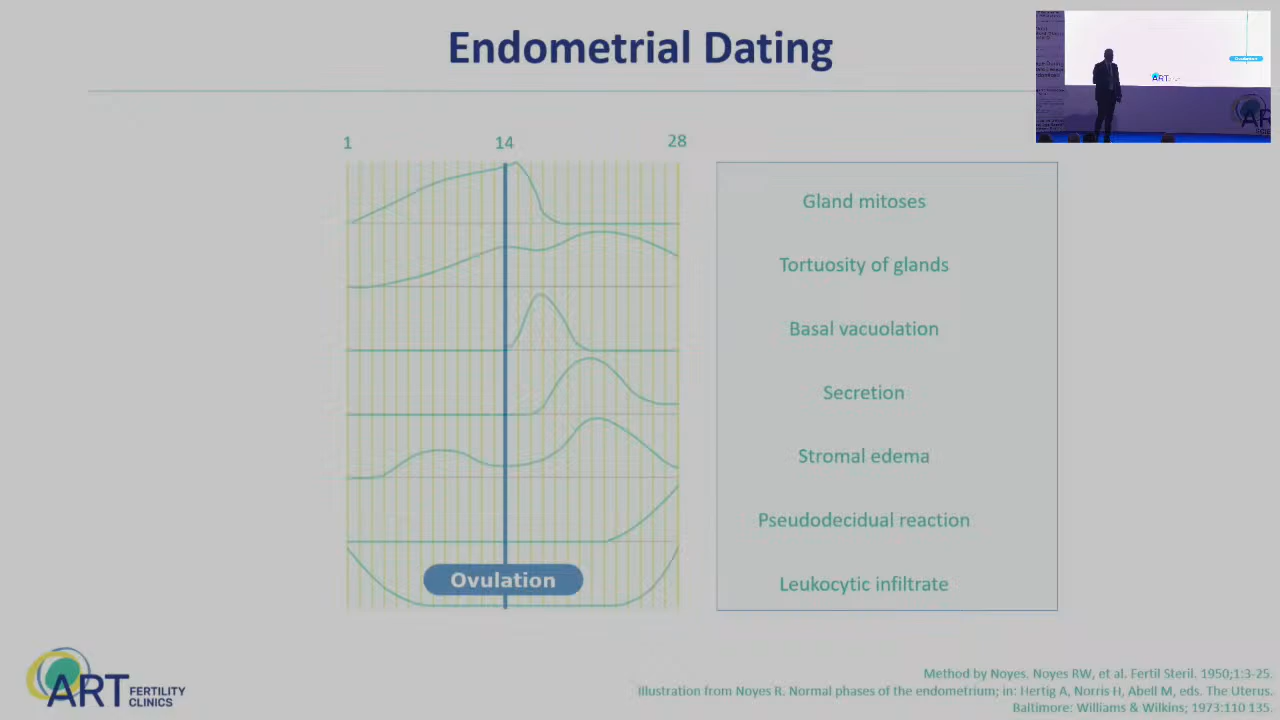 Endometrial Dating
1 14 28
Gland mitoses
Tortuosity of glands
Basal vacuolation
Secretion
Stromal edema
Pseudodecidual reaction
Leukocytic infiltrate
Ovulation
ART FERTILITY
CLINICS
Method by Noyes. Noyes RW, et al. Fertil Steril. 1950;1:3-25.
Illustration from Noyes R. Normal phases of the endometrium; in: Hertig A, Norris H, Abell M, eds. The Uterus.
Baltimore: Williams & Wilkins; 1973:110 135.
Ovulation
ART